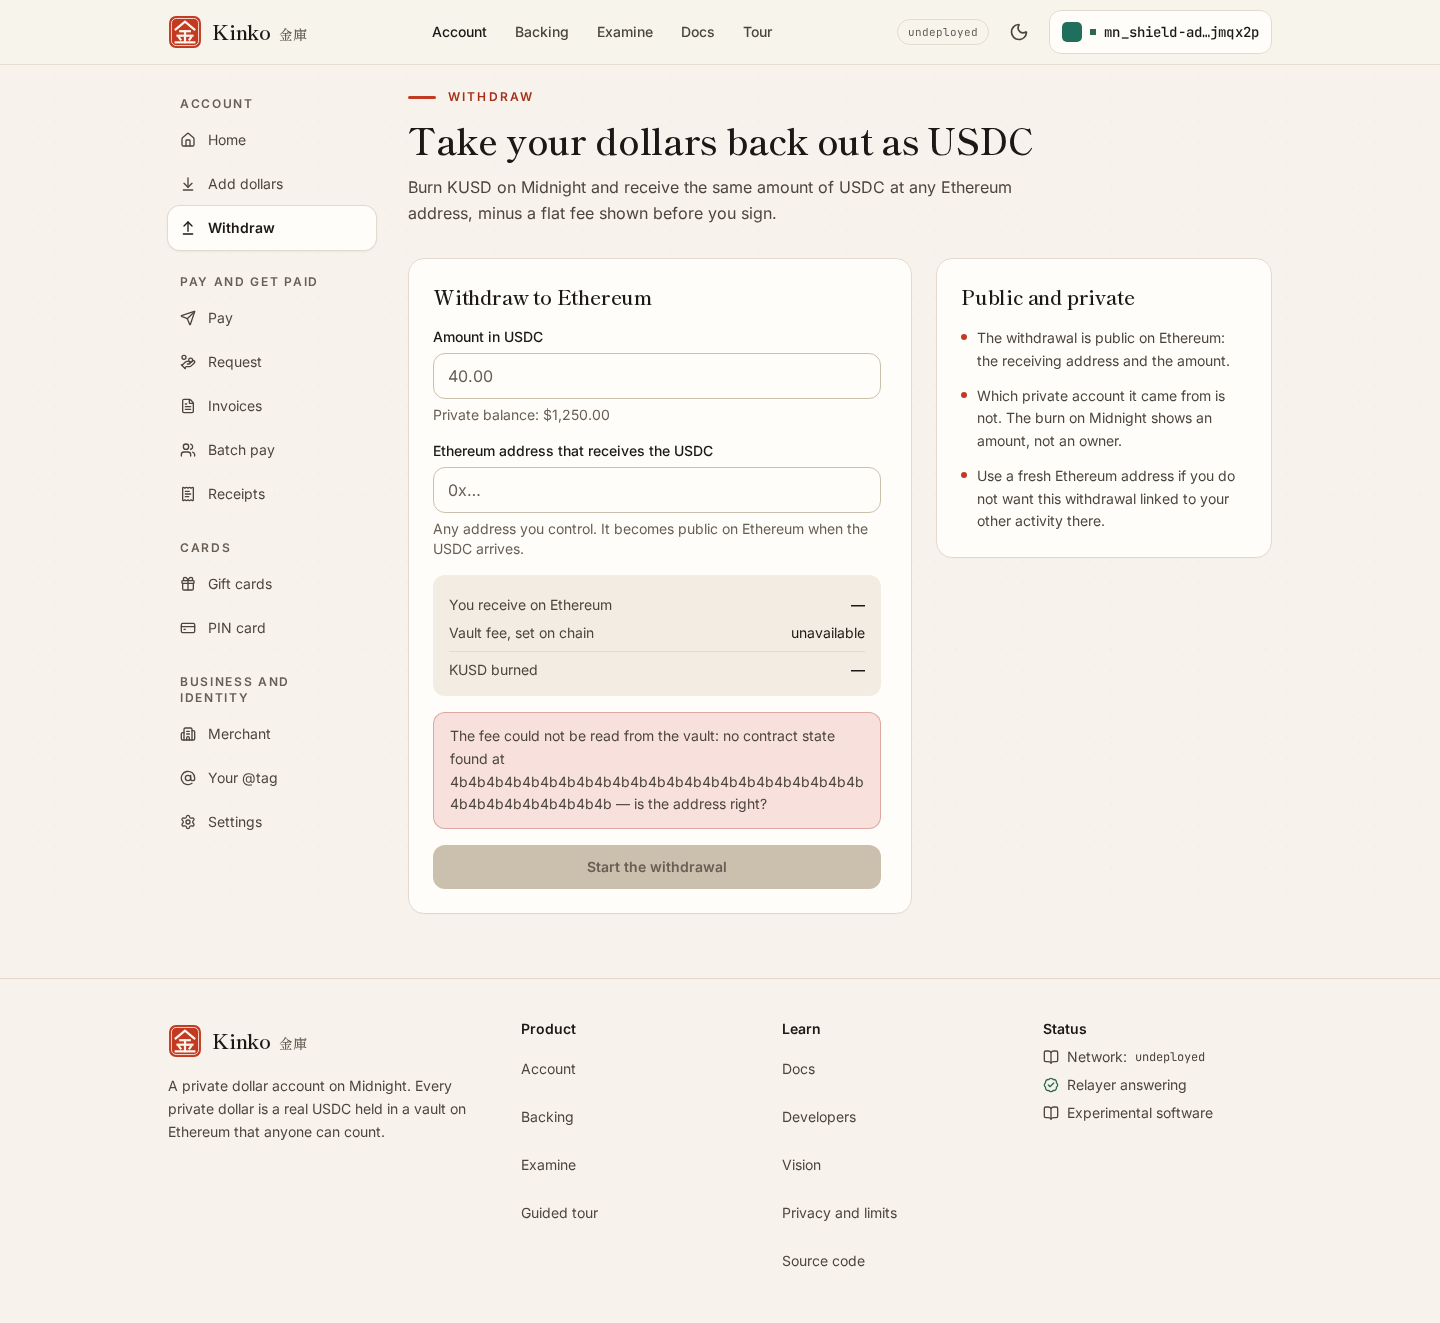 金 Kinko 金庫
Account
Backing
Examine
Docs
Tour
undeployed
mn_shield-ad…jmqx2p
ACCOUNT
Home
Add dollars
Withdraw
PAY AND GET PAID
Pay
Request
Invoices
Batch pay
Receipts
CARDS
Gift cards
PIN card
BUSINESS AND
IDENTITY
Merchant
Your @tag
Settings
WITHDRAW
Take your dollars back out as USDC
Burn KUSD on Midnight and receive the same amount of USDC at any Ethereum
address, minus a flat fee shown before you sign.
Withdraw to Ethereum
Amount in USDC
40.00
Private balance: $1,250.00
Ethereum address that receives the USDC
0x…
Any address you control. It becomes public on Ethereum when the
USDC arrives.
You receive on Ethereum —
Vault fee, set on chain unavailable
KUSD burned —
The fee could not be read from the vault: no contract state
found at
4b4b4b4b4b4b4b4b4b4b4b4b4b4b4b4b4b4b4b4b4b4b4b
4b4b4b4b4b4b4b4b4b — is the address right?
Start the withdrawal
Public and private
The withdrawal is public on Ethereum:
the receiving address and the amount.
Which private account it came from is
not. The burn on Midnight shows an
amount, not an owner.
Use a fresh Ethereum address if you do
not want this withdrawal linked to your
other activity there.
金 Kinko 金庫
A private dollar account on Midnight. Every
private dollar is a real USDC held in a vault on
Ethereum that anyone can count.
Product
Account
Backing
Examine
Guided tour
Learn
Docs
Developers
Vision
Privacy and limits
Source code
Status
Network: undeployed
Relayer answering
Experimental software